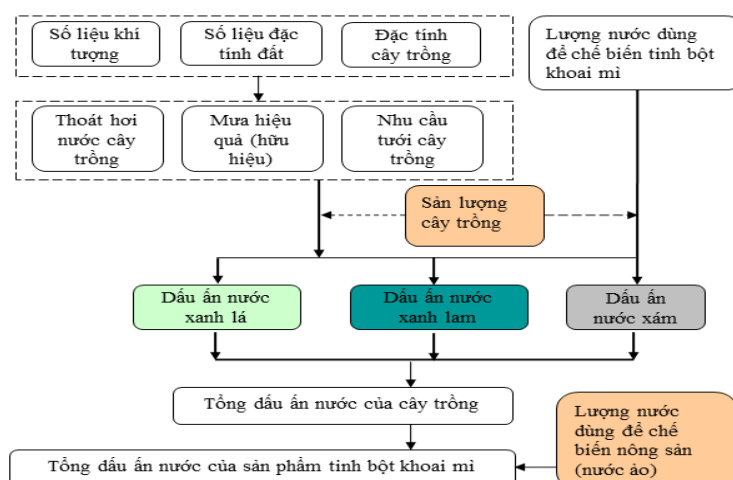 Số liệu khí
tượng
Số liệu đặc
tính đất
Đặc tính
cây trồng
Lượng nước dùng
để chế biến tinh bột
khoai mì
Thoát hơi
nước cây
trồng
Mưa hiệu
quả (hữu
hiệu)
Nhu cầu
tưới cây
trồng
Sản lượng
cây trồng
Dấu ấn nước
xanh lá
Dấu ấn nước
xanh lam
Dấu ấn
nước xám
Tổng dấu ấn nước của cây trồng
Lượng nước
dùng để chế
biến nông sản
(nước ảo)
Tổng dấu ấn nước của sản phẩm tinh bột khoai mì